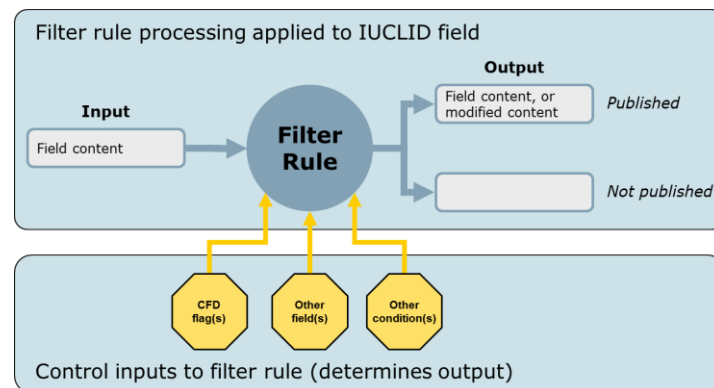 Filter rule processing applied to IUCLID field
Input
Field content
Filter
Rule
Output
Field content, or
modified content
Published
Not published
CFD
flag(s)
Other
field(s)
Other
condition(s)
Control inputs to filter rule (determines output)